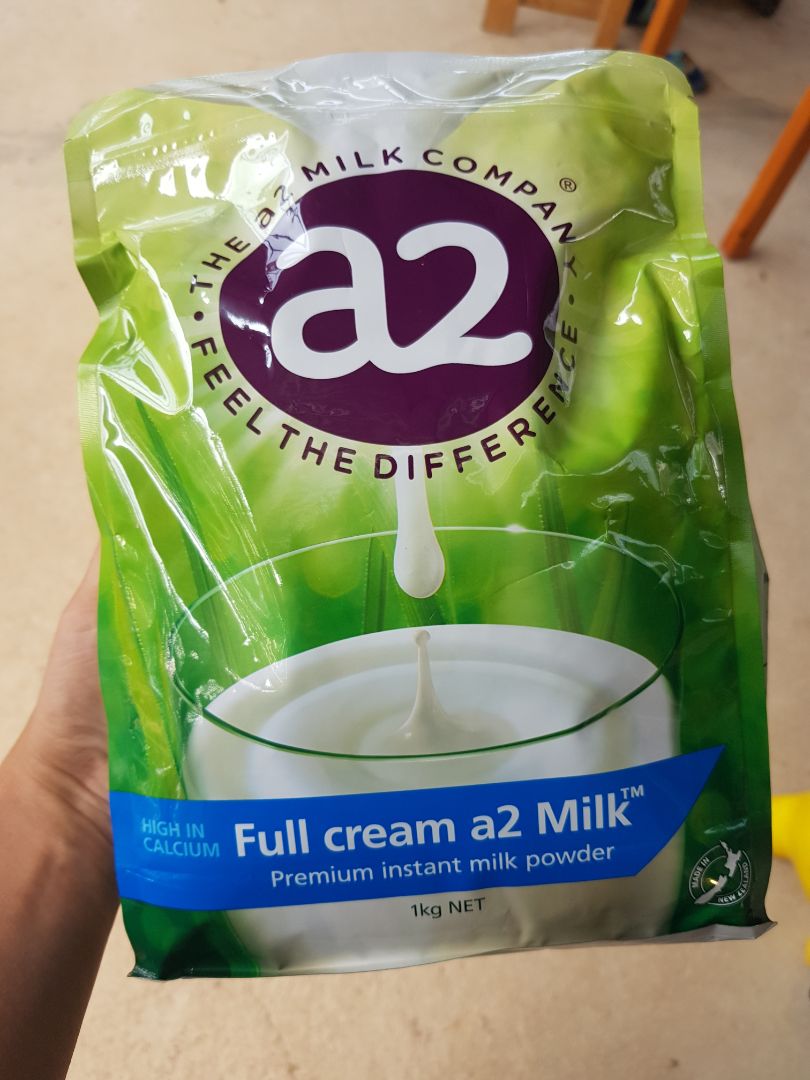 THE a2 MILK COMPANY ®
a2
FEEL THE DIFFERENCE
HIGH IN
CALCIUM
Full cream a2 Milk™
Premium instant milk powder
1kg NET
MADE IN
NEW ZEALAND